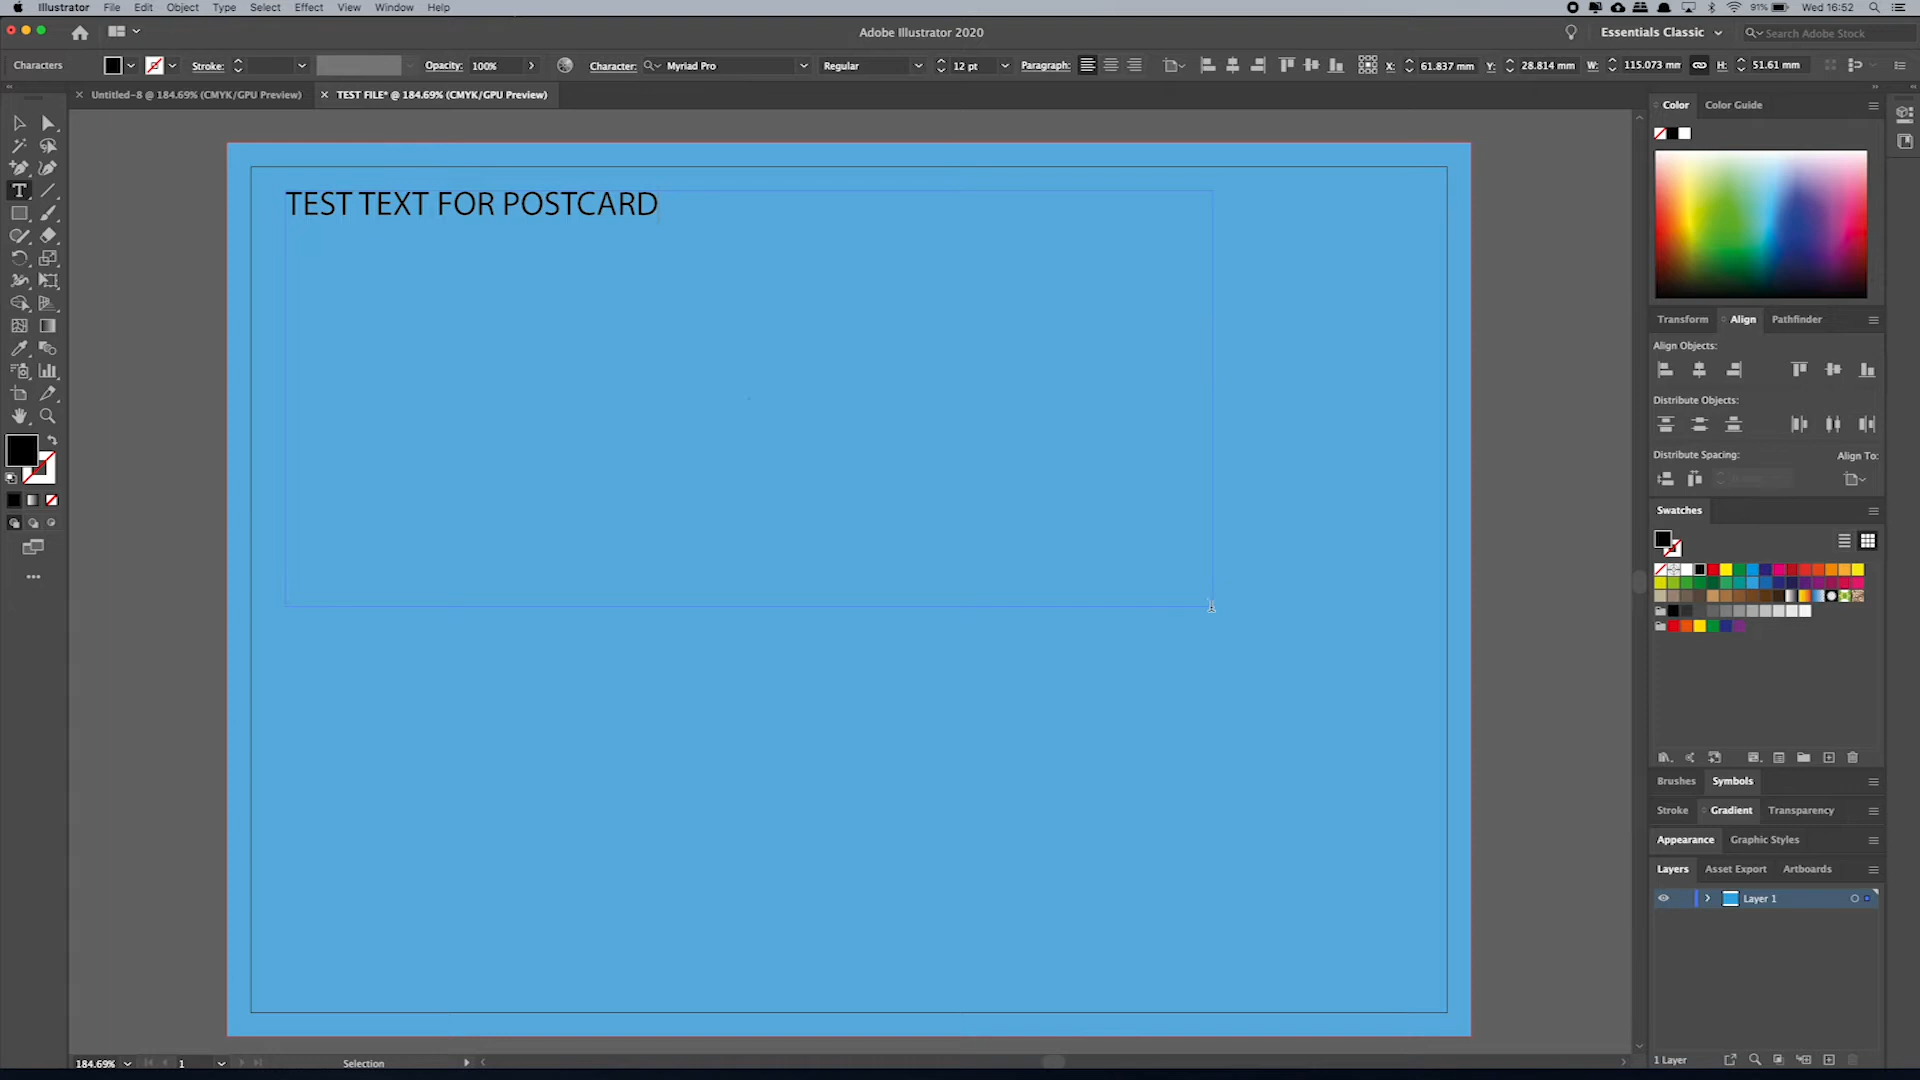 Illustrator File Edit Object Type Select Effect View Window Help 91% Wed 16:52
Adobe Illustrator 2020
Essentials Classic
Search Adobe Stock
Characters Stroke: Opacity: 100% Character: Myriad Pro Regular 12 pt Paragraph: X: 61.837 mm Y: 28.814 mm W: 115.073 mm H: 51.61 mm
Untitled-8 @ 184.69% (CMYK/GPU Preview) TEST FILE* @ 184.69% (CMYK/GPU Preview)
TEST TEXT FOR POSTCARD
Color Color Guide
Transform Align Pathfinder
Align Objects:
Distribute Objects:
Distribute Spacing: Align To:
Swatches
Brushes Symbols
Stroke Gradient Transparency
Appearance Graphic Styles
Layers Asset Export Artboards
Layer 1
1 Layer
184.69% 1 Selection